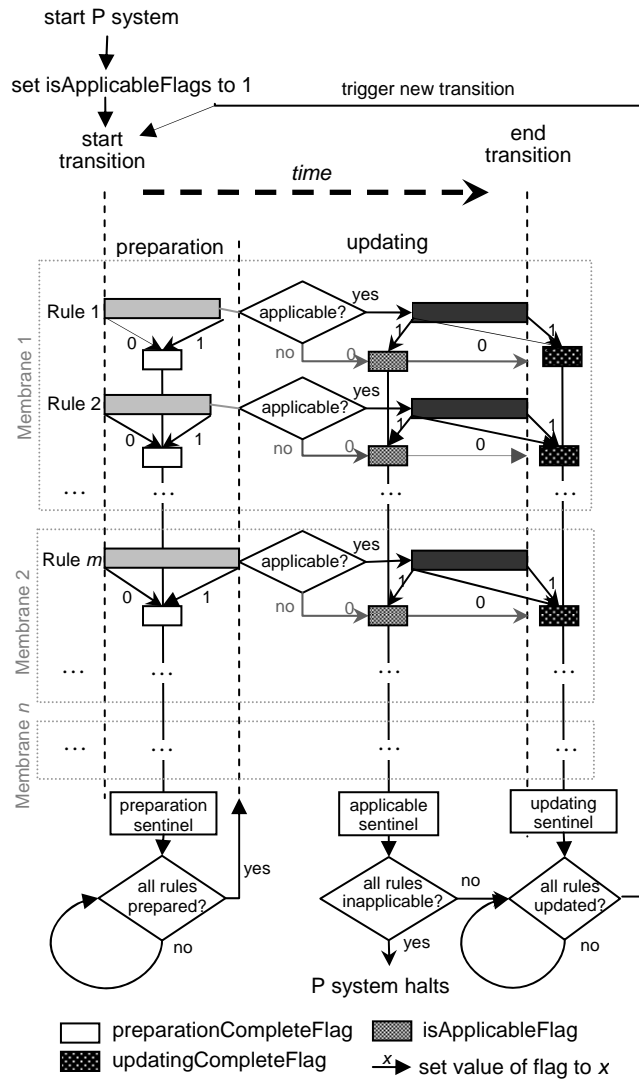 start P system
set isApplicableFlags to 1
trigger new transition
start
transition
end
transition
time
preparation
updating
Membrane 1
Rule 1
applicable?
yes
0
1
no
0
1
0
1
Rule 2
applicable?
yes
0
1
no
0
1
0
1
...
...
...
...
Membrane 2
Rule m
applicable?
yes
0
1
no
0
1
0
1
...
...
...
...
Membrane n
...
...
...
...
preparation
sentinel
applicable
sentinel
updating
sentinel
all rules
prepared?
yes
no
all rules
inapplicable?
no
yes
all rules
updated?
no
P system halts
preparationCompleteFlag
isApplicableFlag
updatingCompleteFlag
x
set value of flag to x